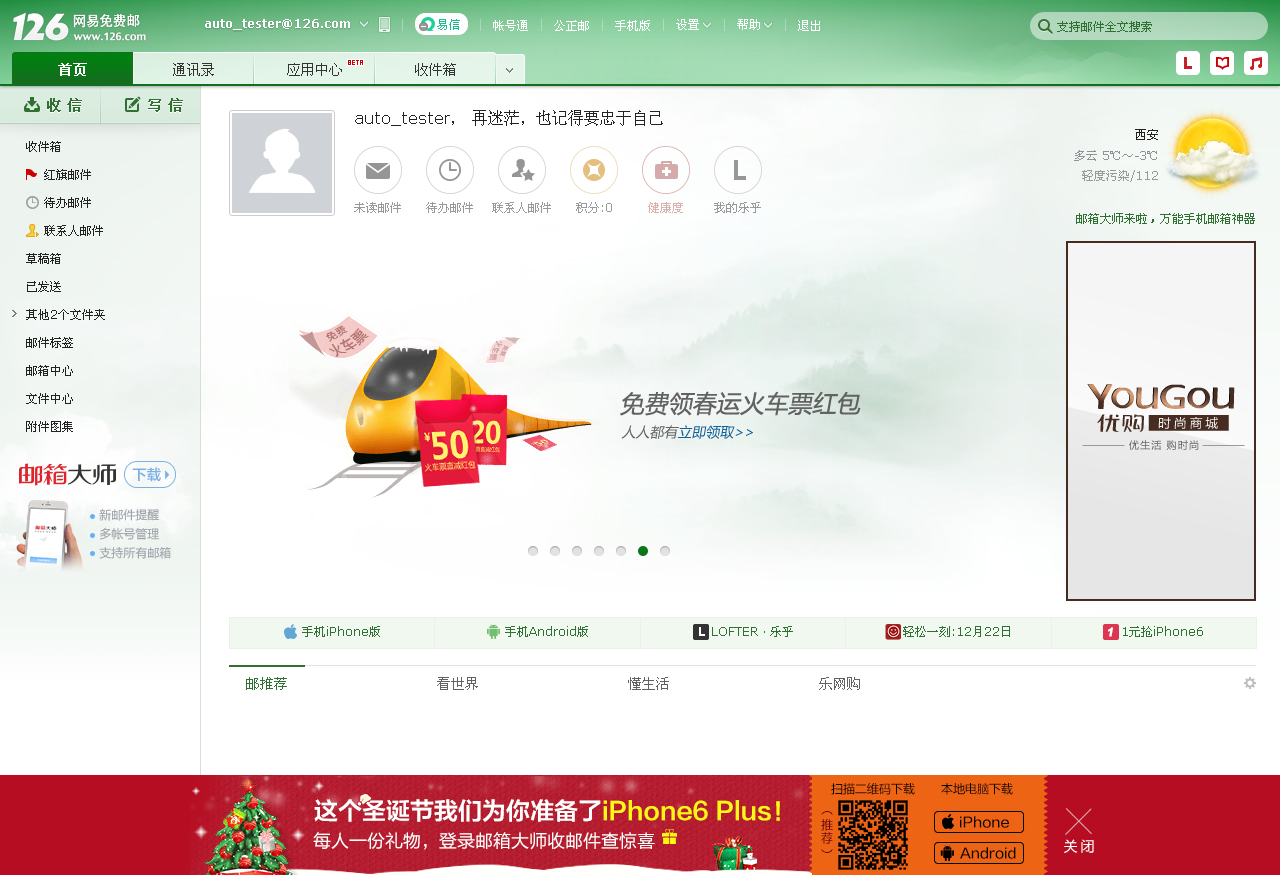 126 网易免费邮
www.126.com
auto_tester@126.com
易信
帐号通
公正邮
手机版
设置
帮助
退出
支持邮件全文搜索
首页
通讯录
应用中心 BETA
收件箱
收信
写信
收件箱
红旗邮件
待办邮件
联系人邮件
草稿箱
已发送
其他2个文件夹
邮件标签
邮箱中心
文件中心
附件图集
邮箱大师 下载
新邮件提醒
多帐号管理
支持所有邮箱
auto_tester， 再迷茫，也记得要忠于自己
未读邮件
待办邮件
联系人邮件
积分:0
健康度
我的乐乎
西安
多云 5℃～-3℃
轻度污染/112
邮箱大师来啦，万能手机邮箱神器
免费
火车票
¥50
火车票直减红包
20
免费领春运火车票红包
人人都有立即领取>>
YouGou
优购 时尚商城
优生活 购时尚
手机iPhone版
手机Android版
LOFTER · 乐乎
轻松一刻:12月22日
1元抢iPhone6
邮推荐
看世界
懂生活
乐网购
这个圣诞节我们为你准备了iPhone6 Plus!
每人一份礼物，登录邮箱大师收邮件查惊喜
扫描二维码下载
（推荐）
本地电脑下载
iPhone
Android
关闭